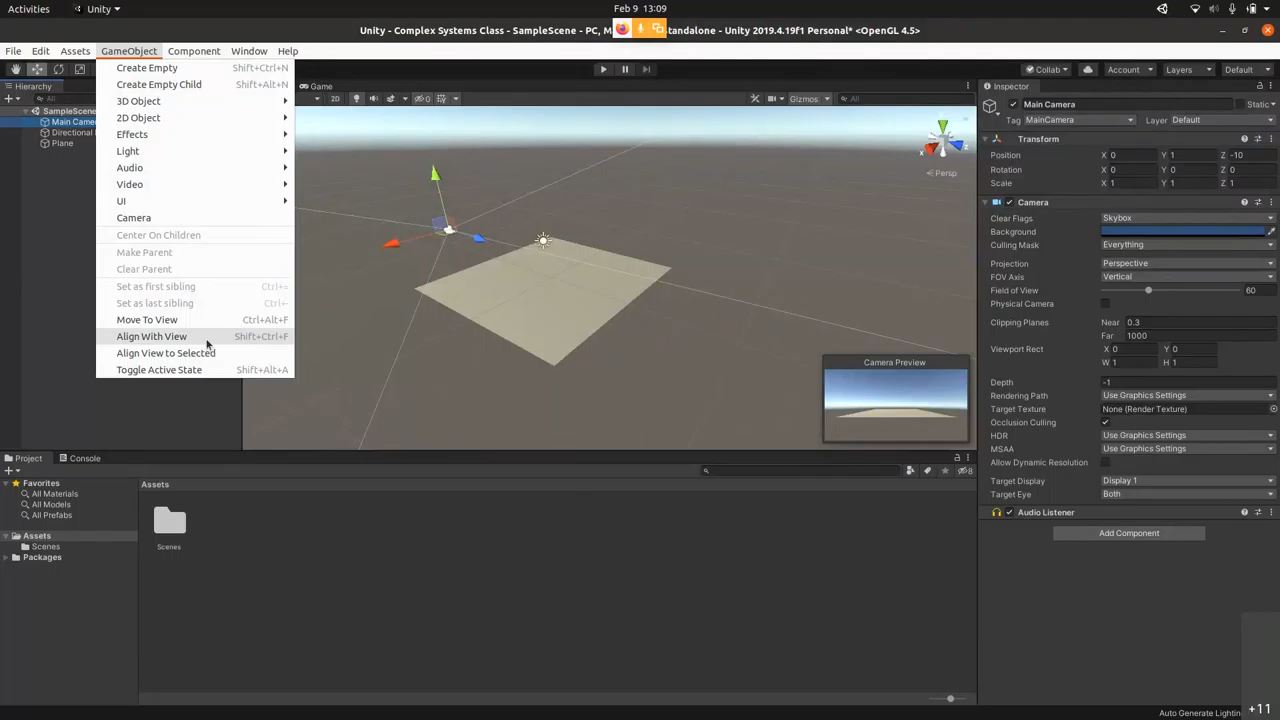 Activities
Unity
Feb 9 13:09
Unity - Complex Systems Class - SampleScene - PC, M
tandalone - Unity 2019.4.19f1 Personal* <OpenGL 4.5>
File Edit Assets GameObject Component Window Help
Collab
Account
Layers
Default
Hierarchy
All
SampleScene
Main Came
Directional
Plane
Create Empty Shift+Ctrl+N
Create Empty Child Shift+Alt+N
3D Object
2D Object
Effects
Light
Audio
Video
UI
Camera
Center On Children
Make Parent
Clear Parent
Set as first sibling Ctrl+=
Set as last sibling Ctrl+-
Move To View Ctrl+Alt+F
Align With View Shift+Ctrl+F
Align View to Selected
Toggle Active State Shift+Alt+A
Game
2D
0
Gizmos
All
x
z
Persp
Camera Preview
Inspector
Main Camera
Static
Tag MainCamera Layer Default
Transform
Position X 0 Y 1 Z -10
Rotation X 0 Y 0 Z 0
Scale X 1 Y 1 Z 1
Camera
Clear Flags Skybox
Background
Culling Mask Everything
Projection Perspective
FOV Axis Vertical
Field of View 60
Physical Camera
Clipping Planes Near 0.3
Far 1000
Viewport Rect X 0 Y 0
W 1 H 1
Depth -1
Rendering Path Use Graphics Settings
Target Texture None (Render Texture)
Occlusion Culling
HDR Use Graphics Settings
MSAA Use Graphics Settings
Allow Dynamic Resolution
Target Display Display 1
Target Eye Both
Audio Listener
Add Component
Project
Console
8
Favorites
All Materials
All Models
All Prefabs
Assets
Scenes
Packages
Assets
Scenes
Auto Generate Lightin
+11